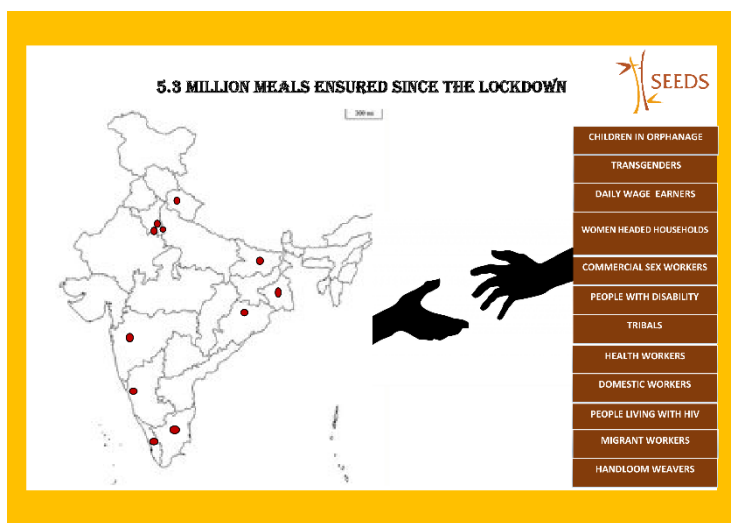 5.3 MILLION MEALS ENSURED SINCE THE LOCKDOWN
SEEDS
CHILDREN IN ORPHANAGE
TRANSGENDERS
DAILY WAGE EARNERS
WOMEN HEADED HOUSEHOLDS
COMMERCIAL SEX WORKERS
PEOPLE WITH DISABILITY
TRIBALS
HEALTH WORKERS
DOMESTIC WORKERS
PEOPLE LIVING WITH HIV
MIGRANT WORKERS
HANDLOOM WEAVERS